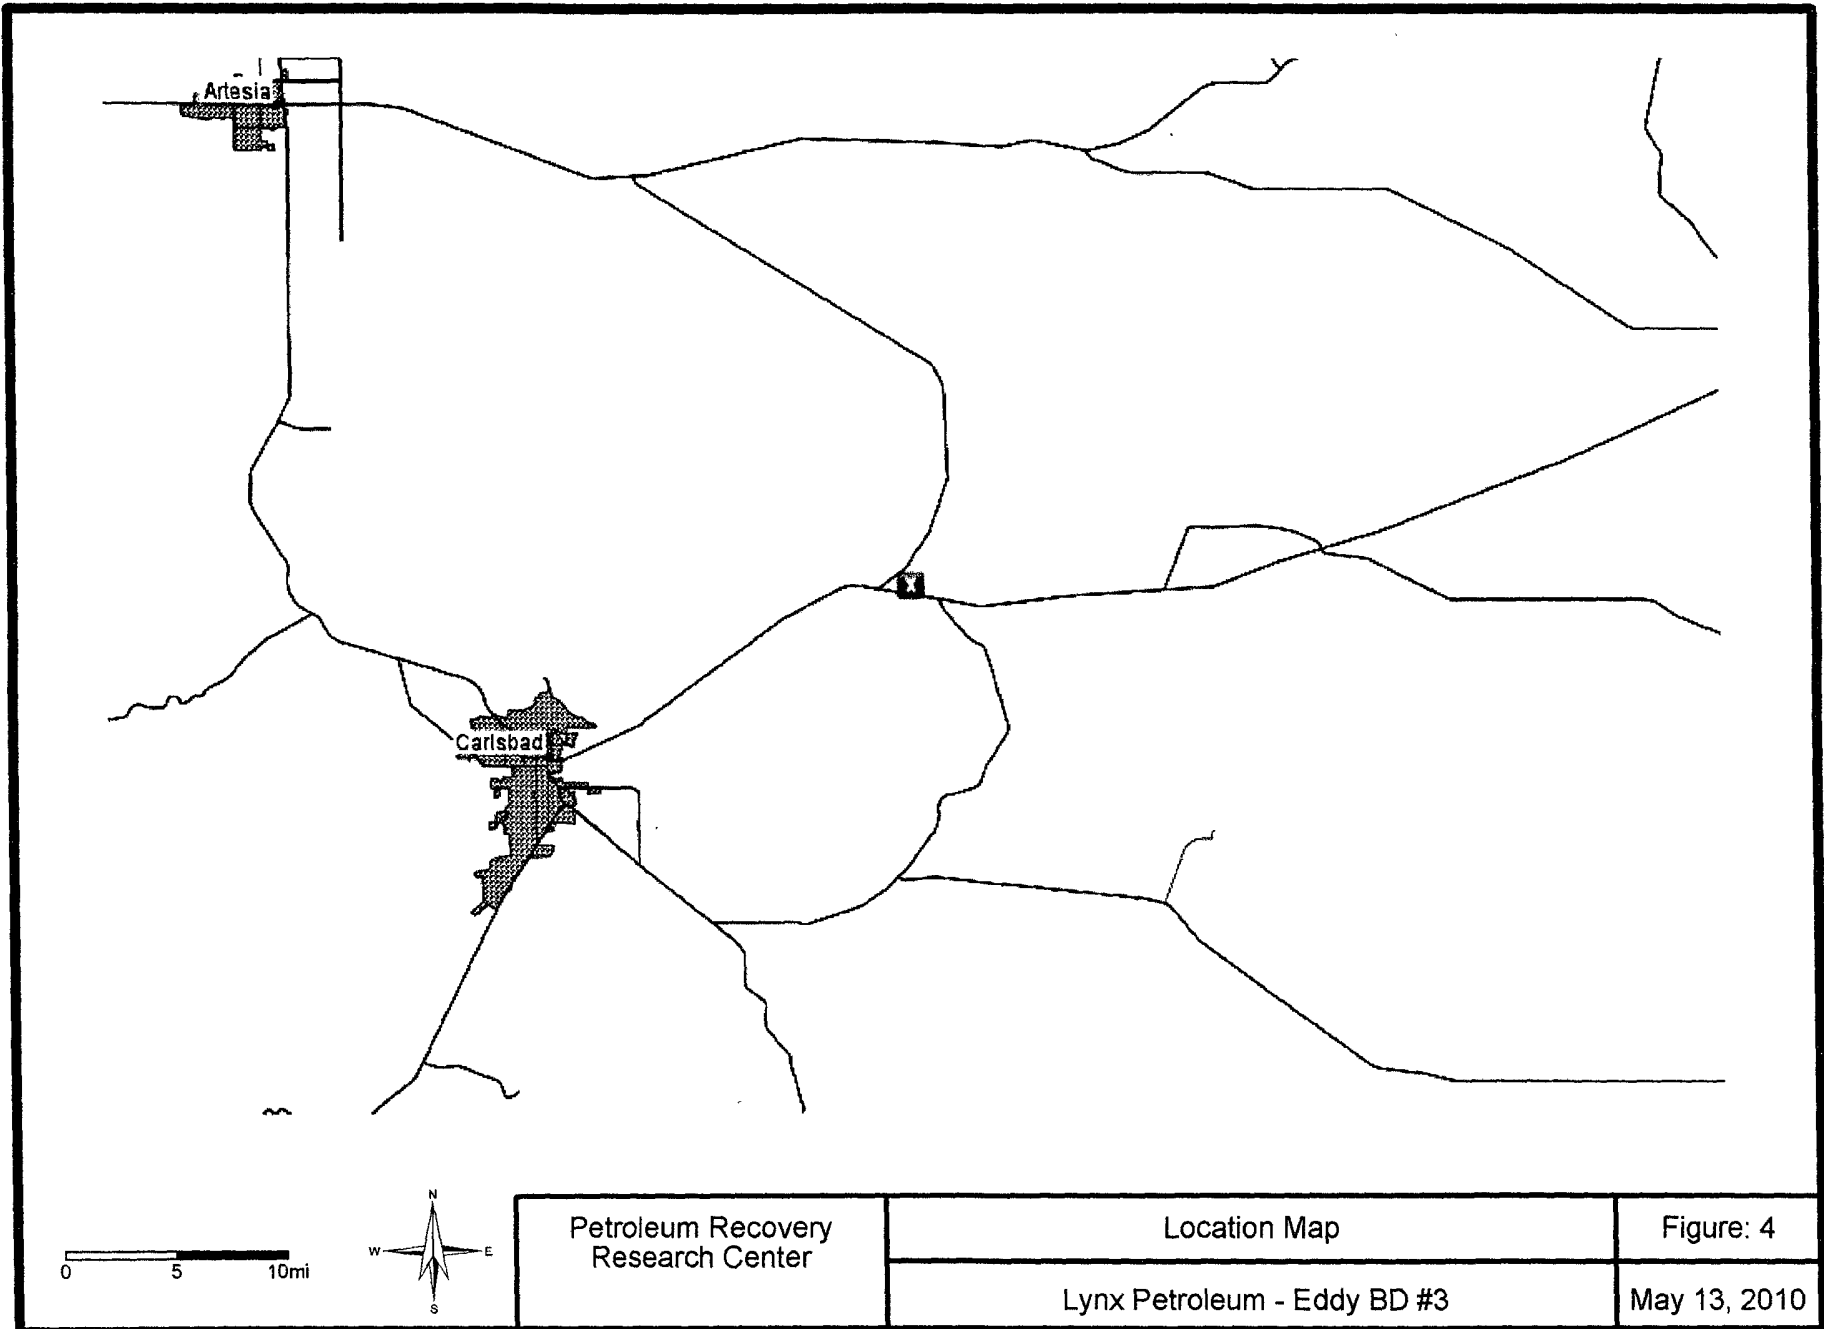 Artesia
Carlsbad
0 5 10mi
N
W E
S
Petroleum Recovery
Research Center
Location Map
Figure: 4
Lynx Petroleum - Eddy BD #3
May 13, 2010